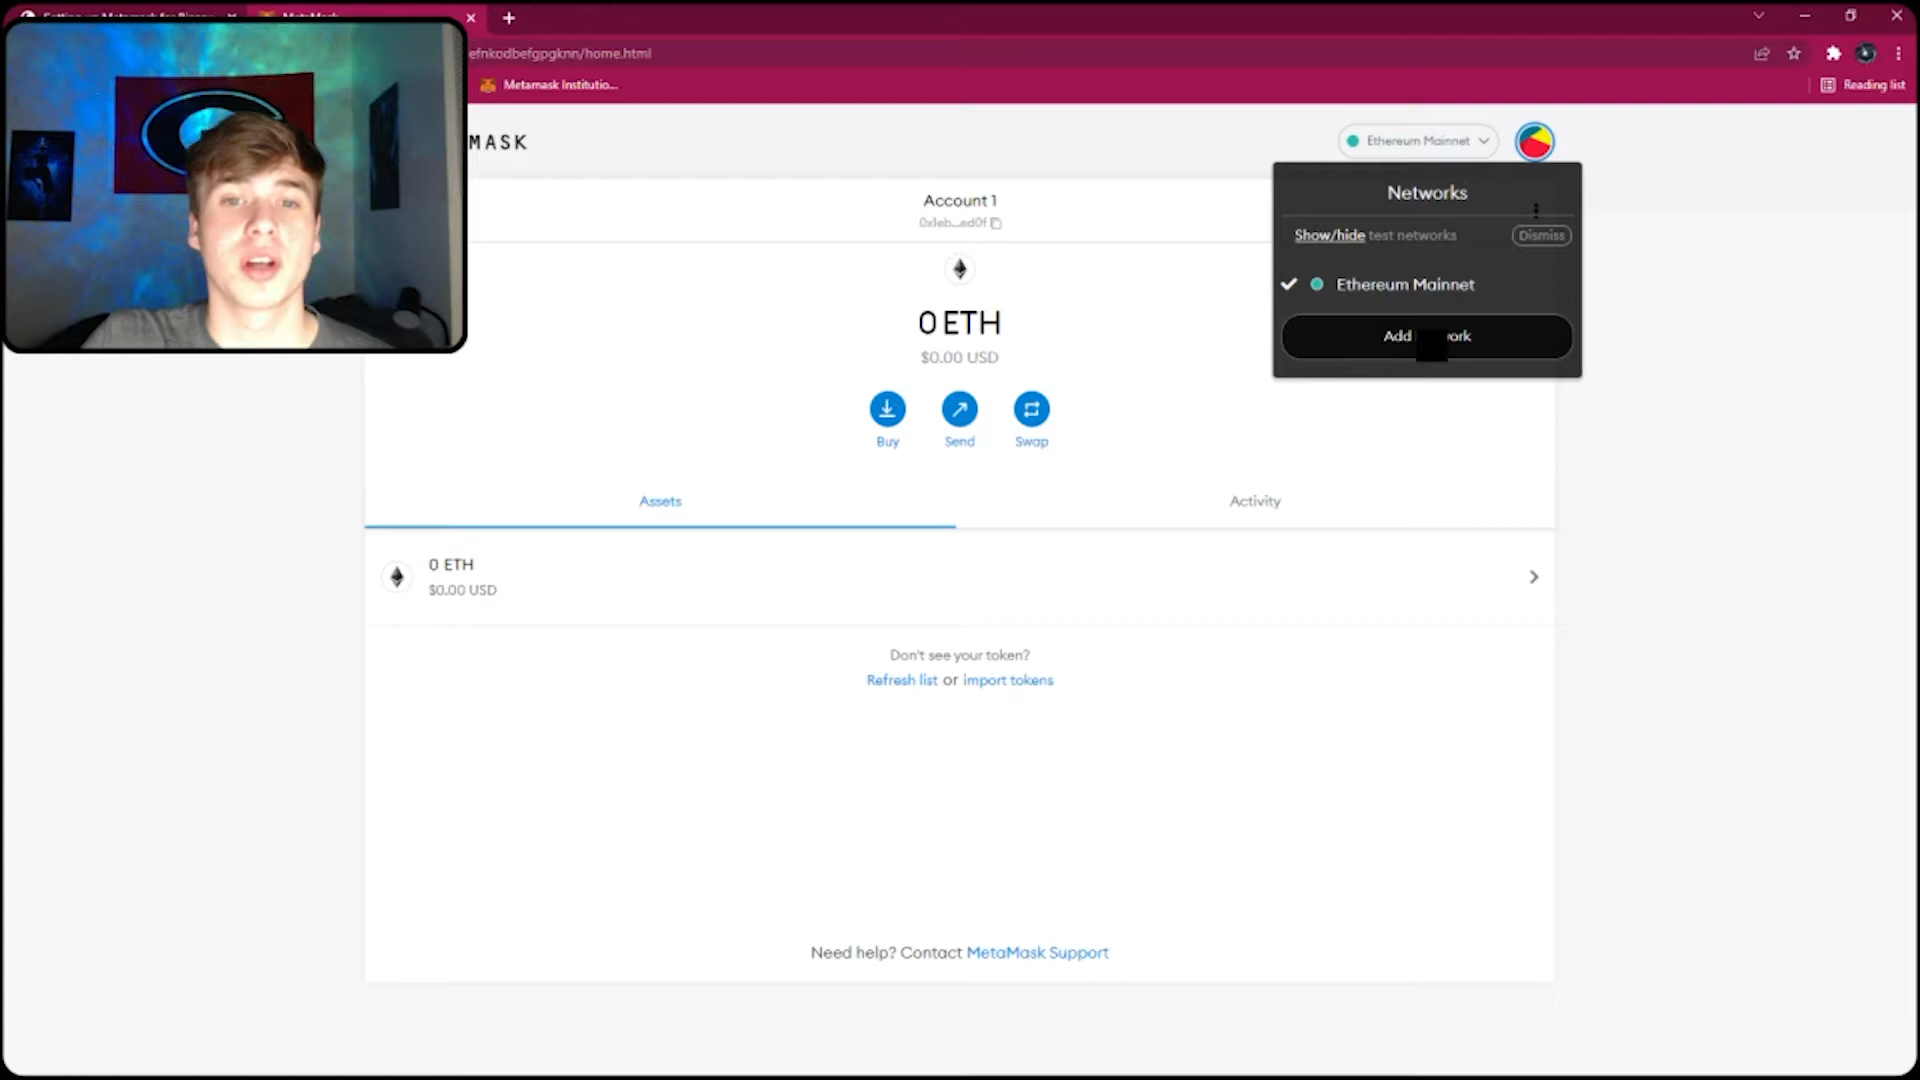 MetaMask
efnkodbefgpgknn/home.html
Metamask Institutio...
Reading list
MASK
Ethereum Mainnet
Account 1
0x1eb...ed0f
Networks
Show/hide test networks
Dismiss
Ethereum Mainnet
Add
0 ETH
$0.00 USD
Buy
Send
Swap
Assets
Activity
0 ETH
$0.00 USD
Don't see your token?
Refresh list or import tokens
Need help? Contact MetaMask Support